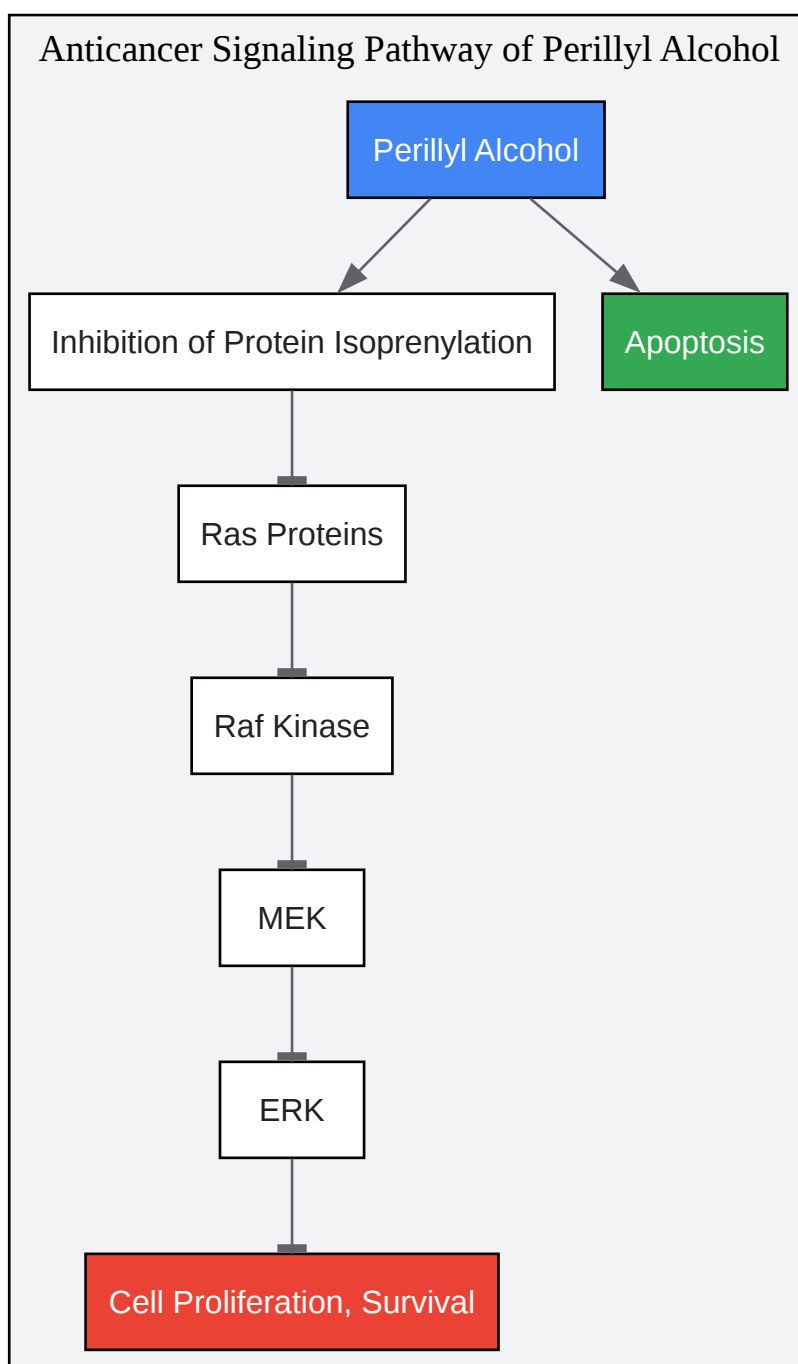 Anticancer Signaling Pathway of Perillyl Alcohol
Perillyl Alcohol
Inhibition of Protein Isoprenylation
Apoptosis
Ras Proteins
Raf Kinase
MEK
ERK
Cell Proliferation, Survival